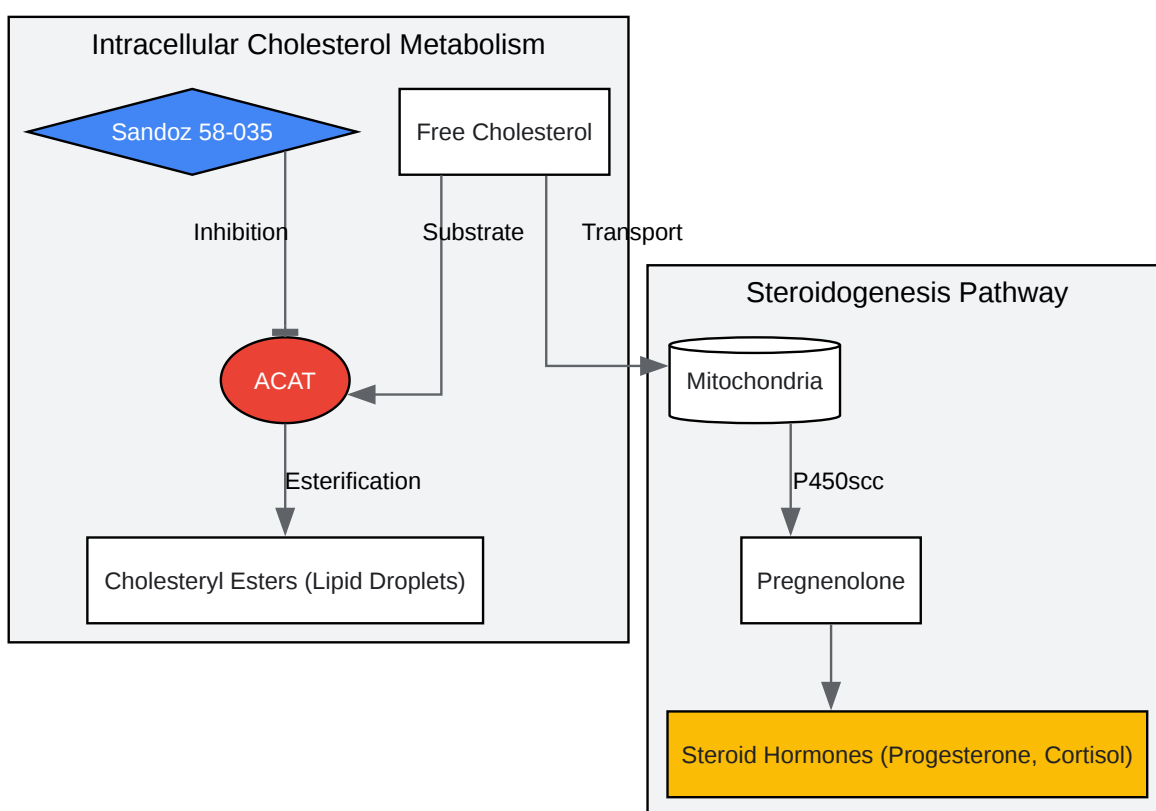 Intracellular Cholesterol Metabolism
Sandoz 58-035
Free Cholesterol
Inhibition
Substrate
Transport
ACAT
Esterification
Cholesteryl Esters (Lipid Droplets)
Steroidogenesis Pathway
Mitochondria
P450scc
Pregnenolone
Steroid Hormones (Progesterone, Cortisol)